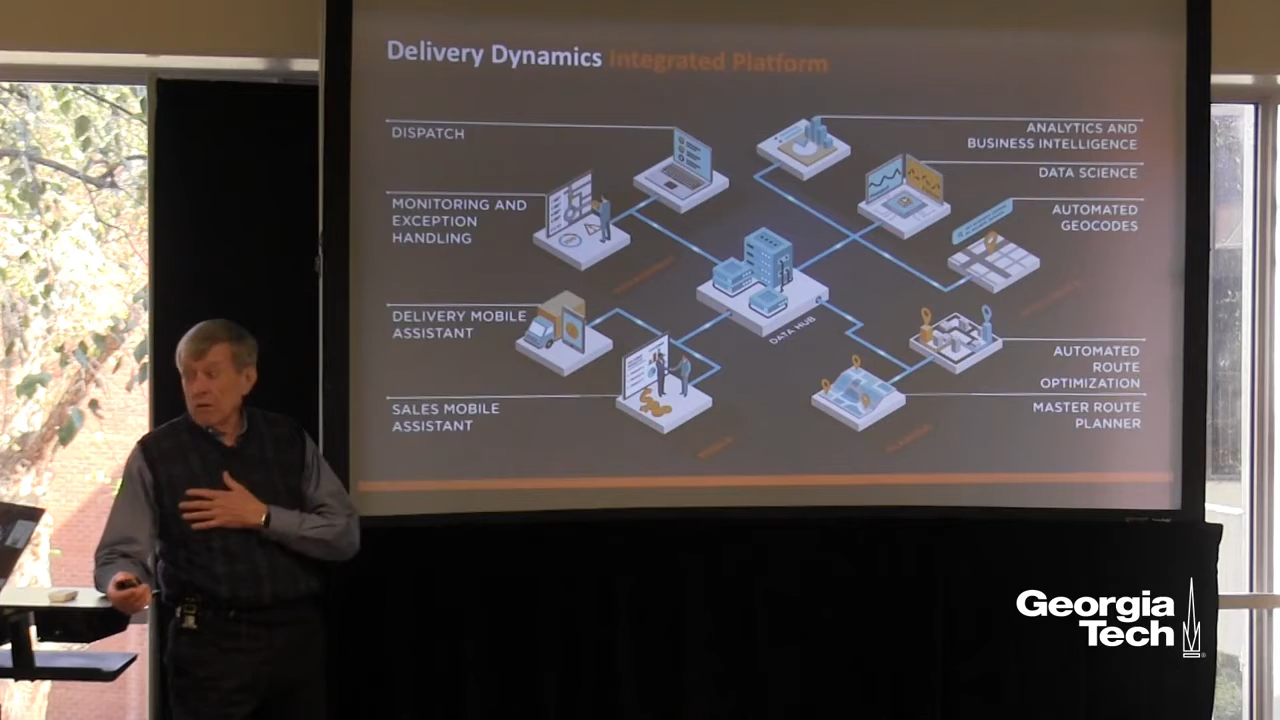 Delivery Dynamics Integrated Platform
DISPATCH
MONITORING AND
EXCEPTION
HANDLING
DELIVERY MOBILE
ASSISTANT
SALES MOBILE
ASSISTANT
DATA HUB
ANALYTICS AND
BUSINESS INTELLIGENCE
DATA SCIENCE
AUTOMATED
GEOCODES
AUTOMATED
ROUTE
OPTIMIZATION
MASTER ROUTE
PLANNER
Georgia
Tech